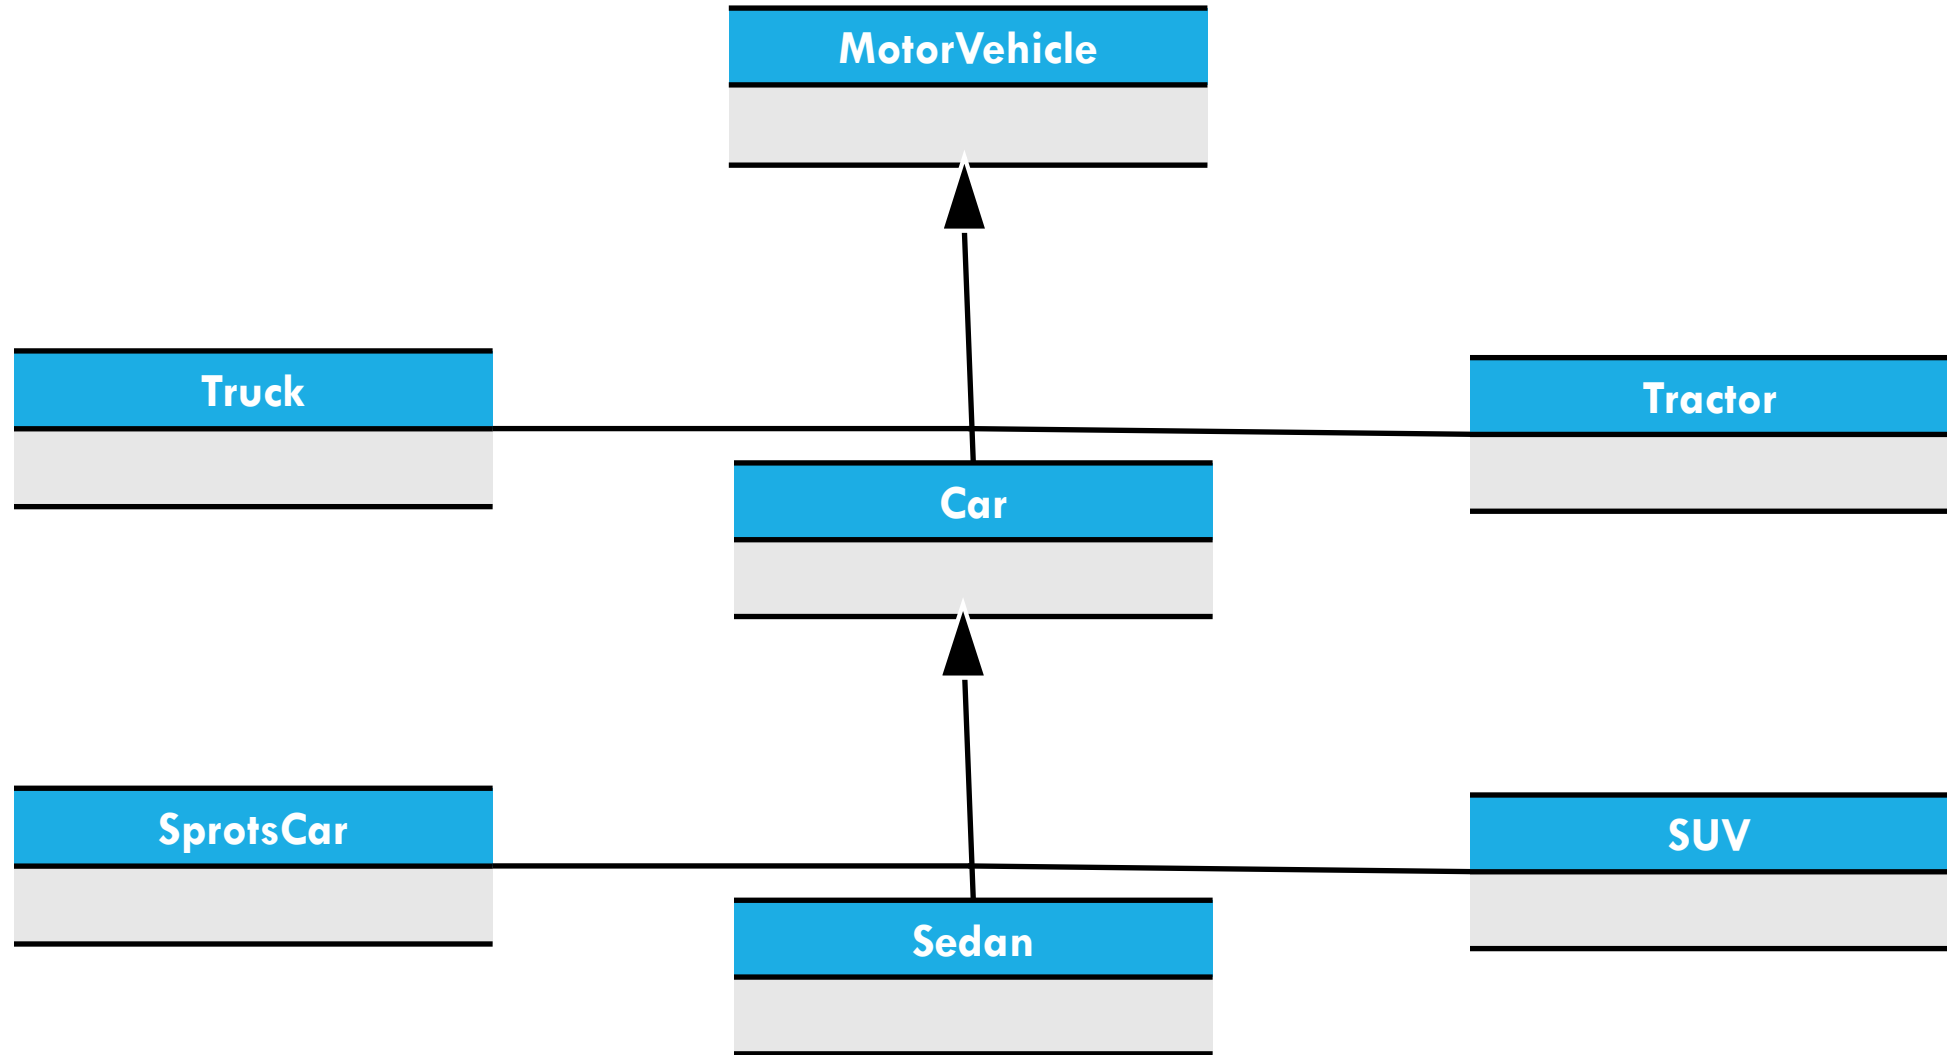 MotorVehicle
Truck
Tractor
Car
SprotsCar
SUV
Sedan